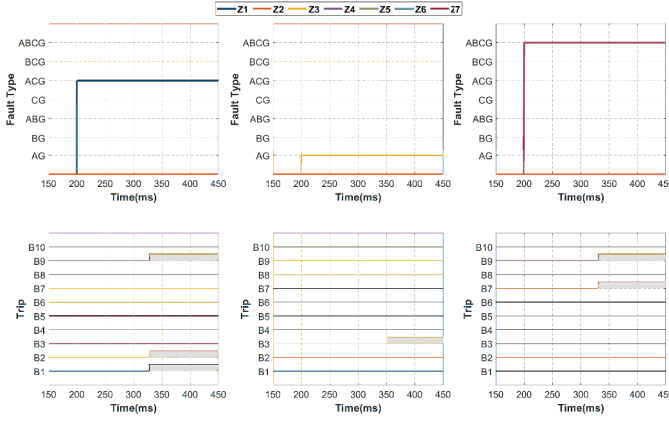 Z1 Z2 Z3 Z4 Z5 Z6 Z7
Fault Type
ABCG
BCG
ACG
CG
ABG
BG
AG
150 200 250 300 350 400 450
Time(ms)
Fault Type
ABCG
BCG
ACG
CG
ABG
BG
AG
150 200 250 300 350 400 450
Time(ms)
Fault Type
ABCG
BCG
ACG
CG
ABG
BG
AG
150 200 250 300 350 400 450
Time(ms)
Trip
B10
B9
B8
B7
B6
B5
B4
B3
B2
B1
150 200 250 300 350 400 450
Time(ms)
Trip
B10
B9
B8
B7
B6
B5
B4
B3
B2
B1
150 200 250 300 350 400 450
Time(ms)
Trip
B10
B9
B8
B7
B6
B5
B4
B3
B2
B1
150 200 250 300 350 400 45
Time(ms)